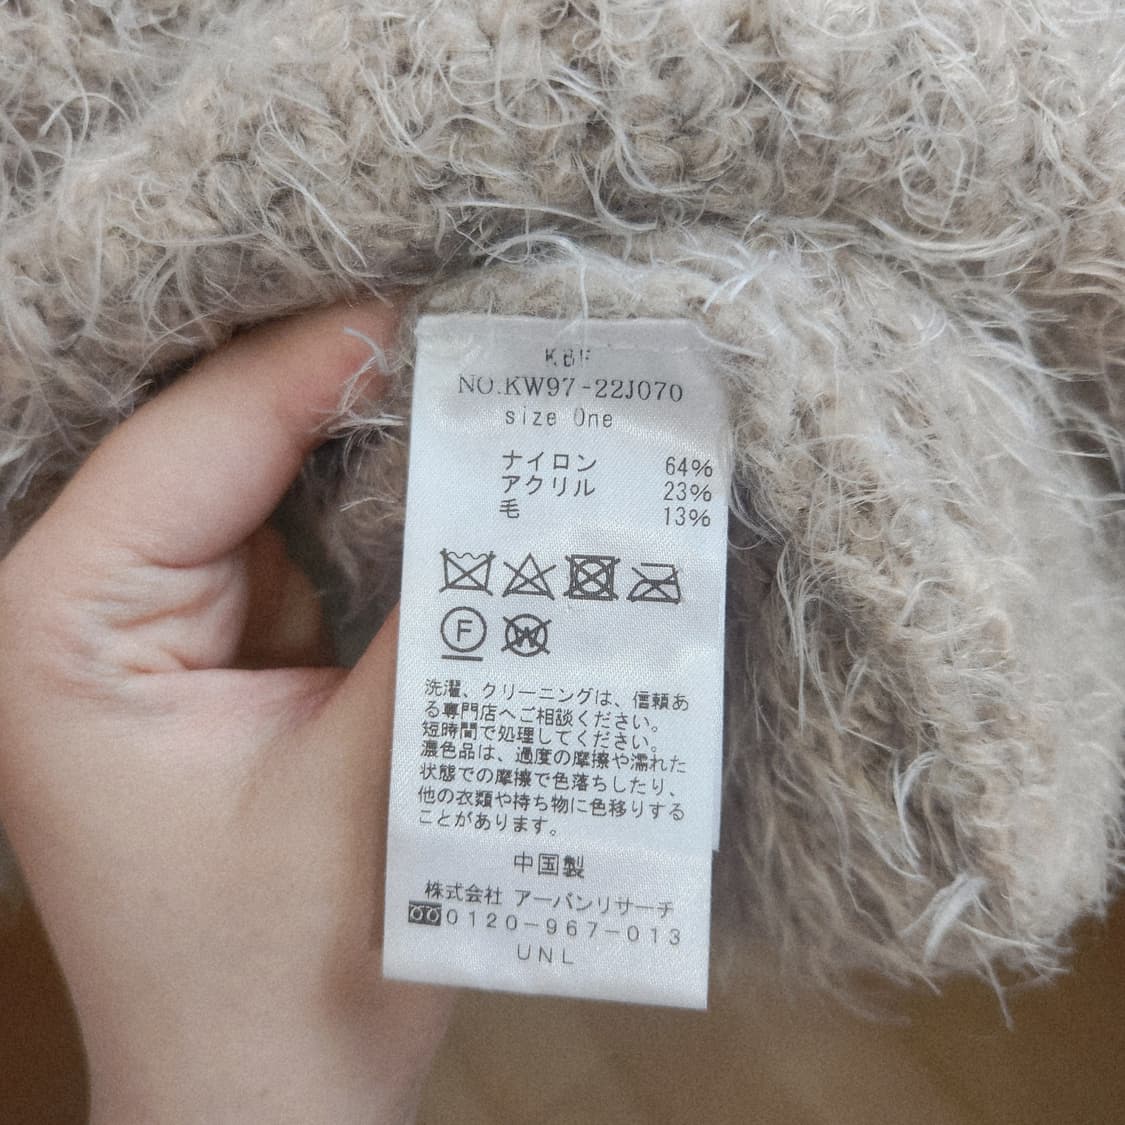 KBF
NO.KW97-22J070
size One
ナイロン 64%
アクリル 23%
毛 13%
F W
洗濯、クリーニングは、信頼あ
る専門店へご相談ください。
短時間で処理してください。
濃色品は、過度の摩擦や濡れた
状態での摩擦で色落ちしたり、
他の衣類や持ち物に色移りする
ことがあります。
中国製
株式会社 アーバンリサーチ
0120-967-013
UNL